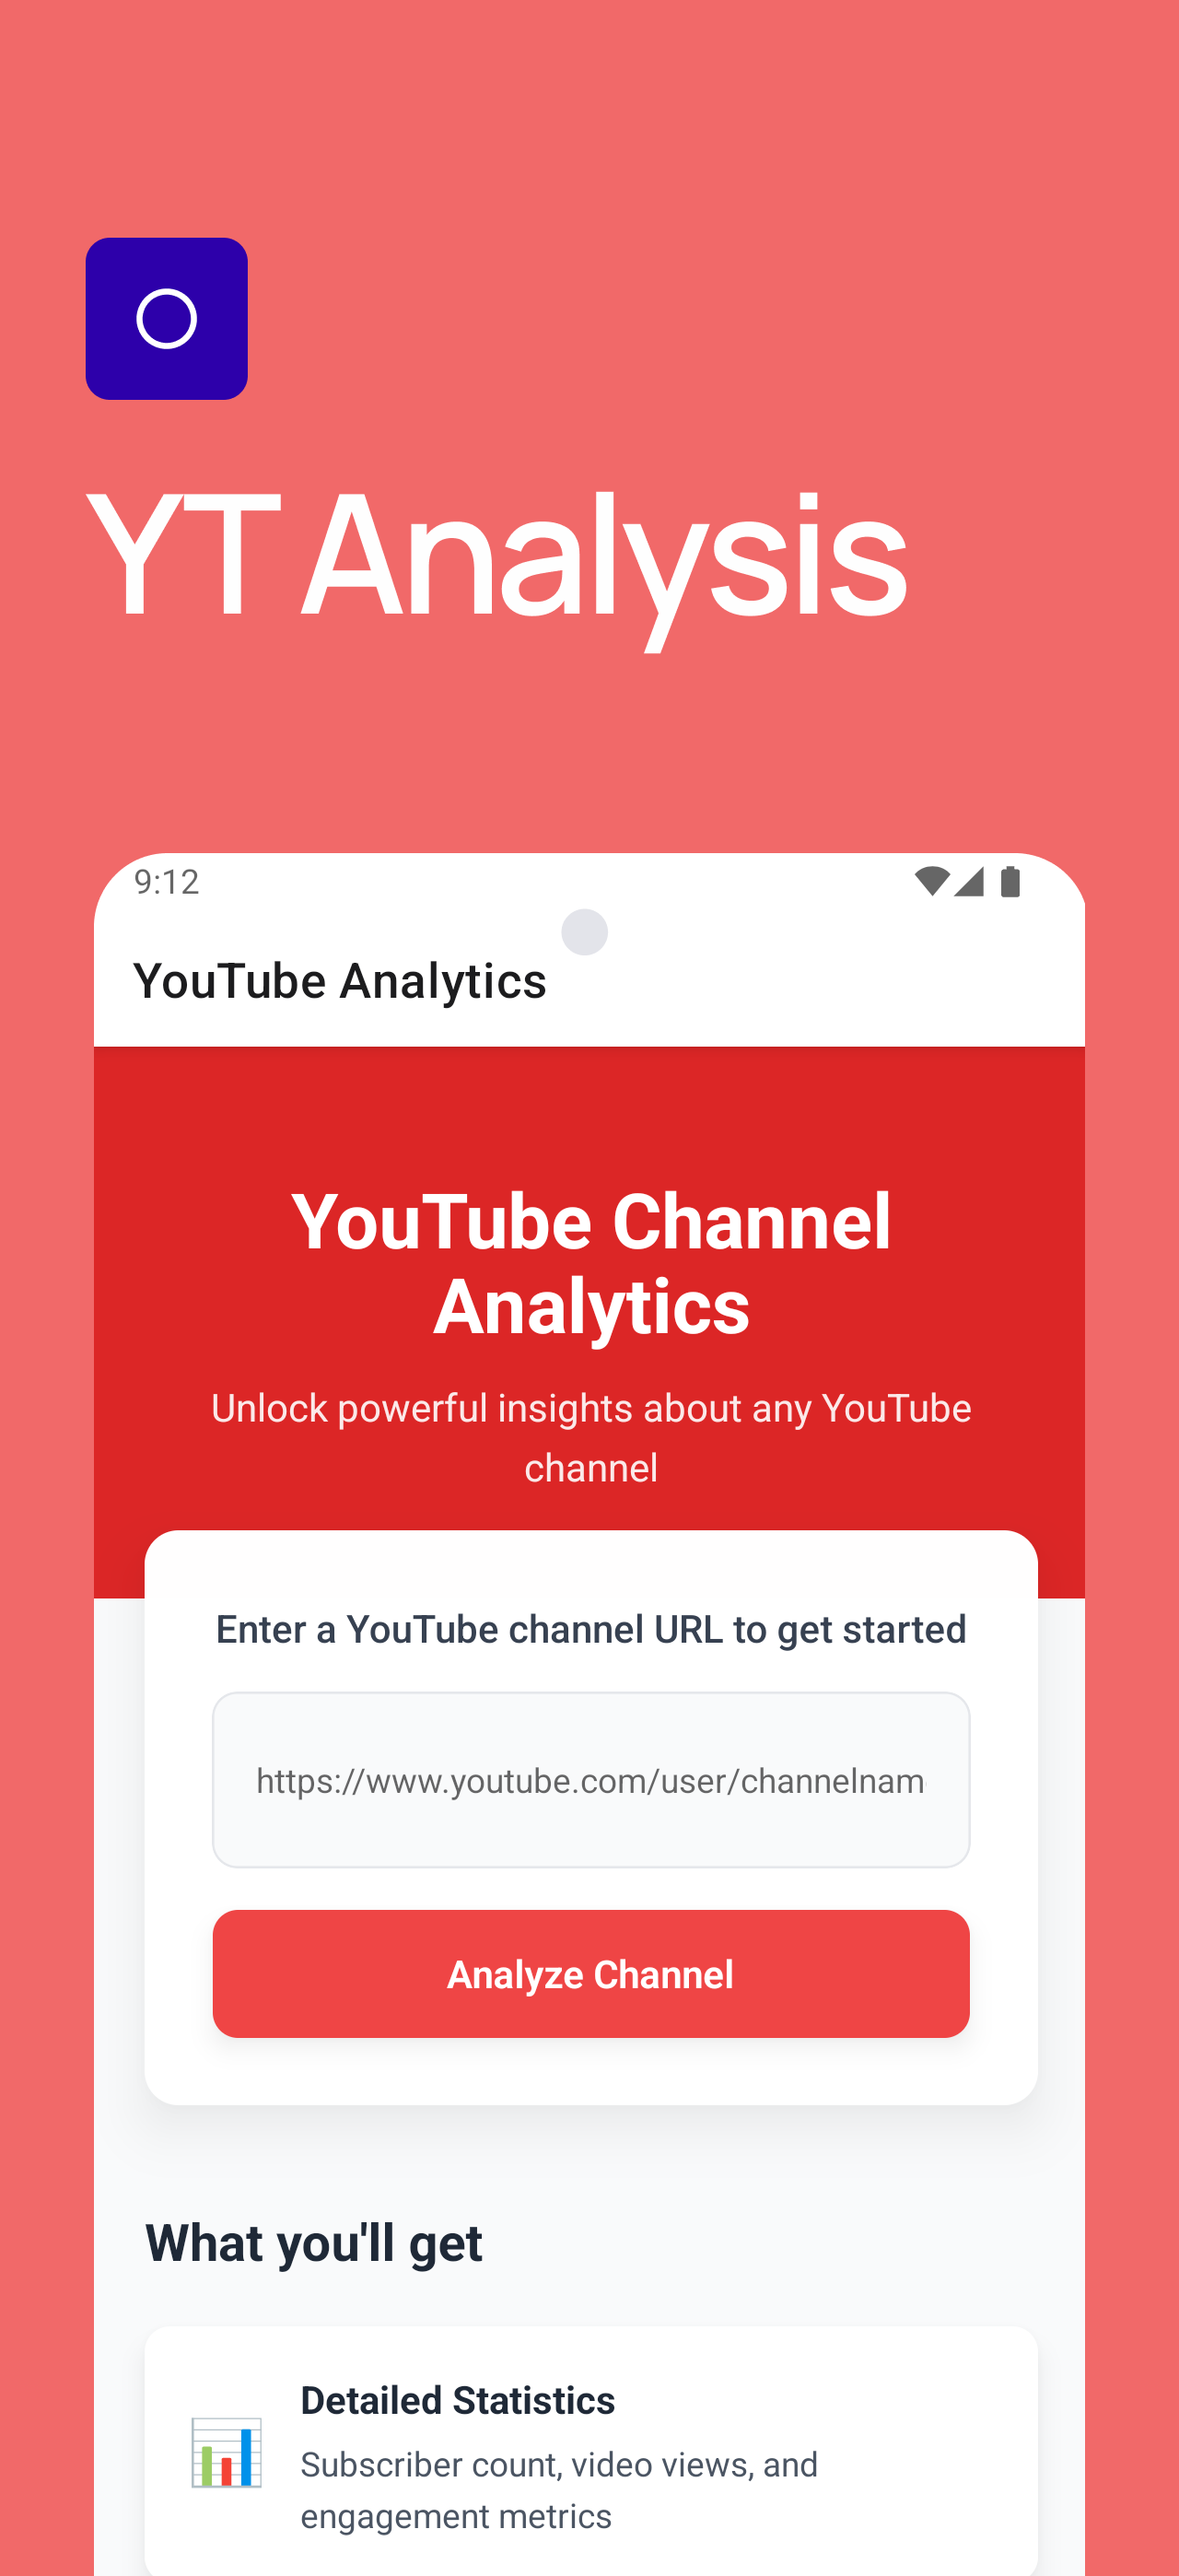 YT Analysis
9:12
YouTube Analytics
YouTube Channel
Analytics
Unlock powerful insights about any YouTube
channel
Enter a YouTube channel URL to get started
https://www.youtube.com/user/channelnam
Analyze Channel
What you'll get
Detailed Statistics
Subscriber count, video views, and
engagement metrics